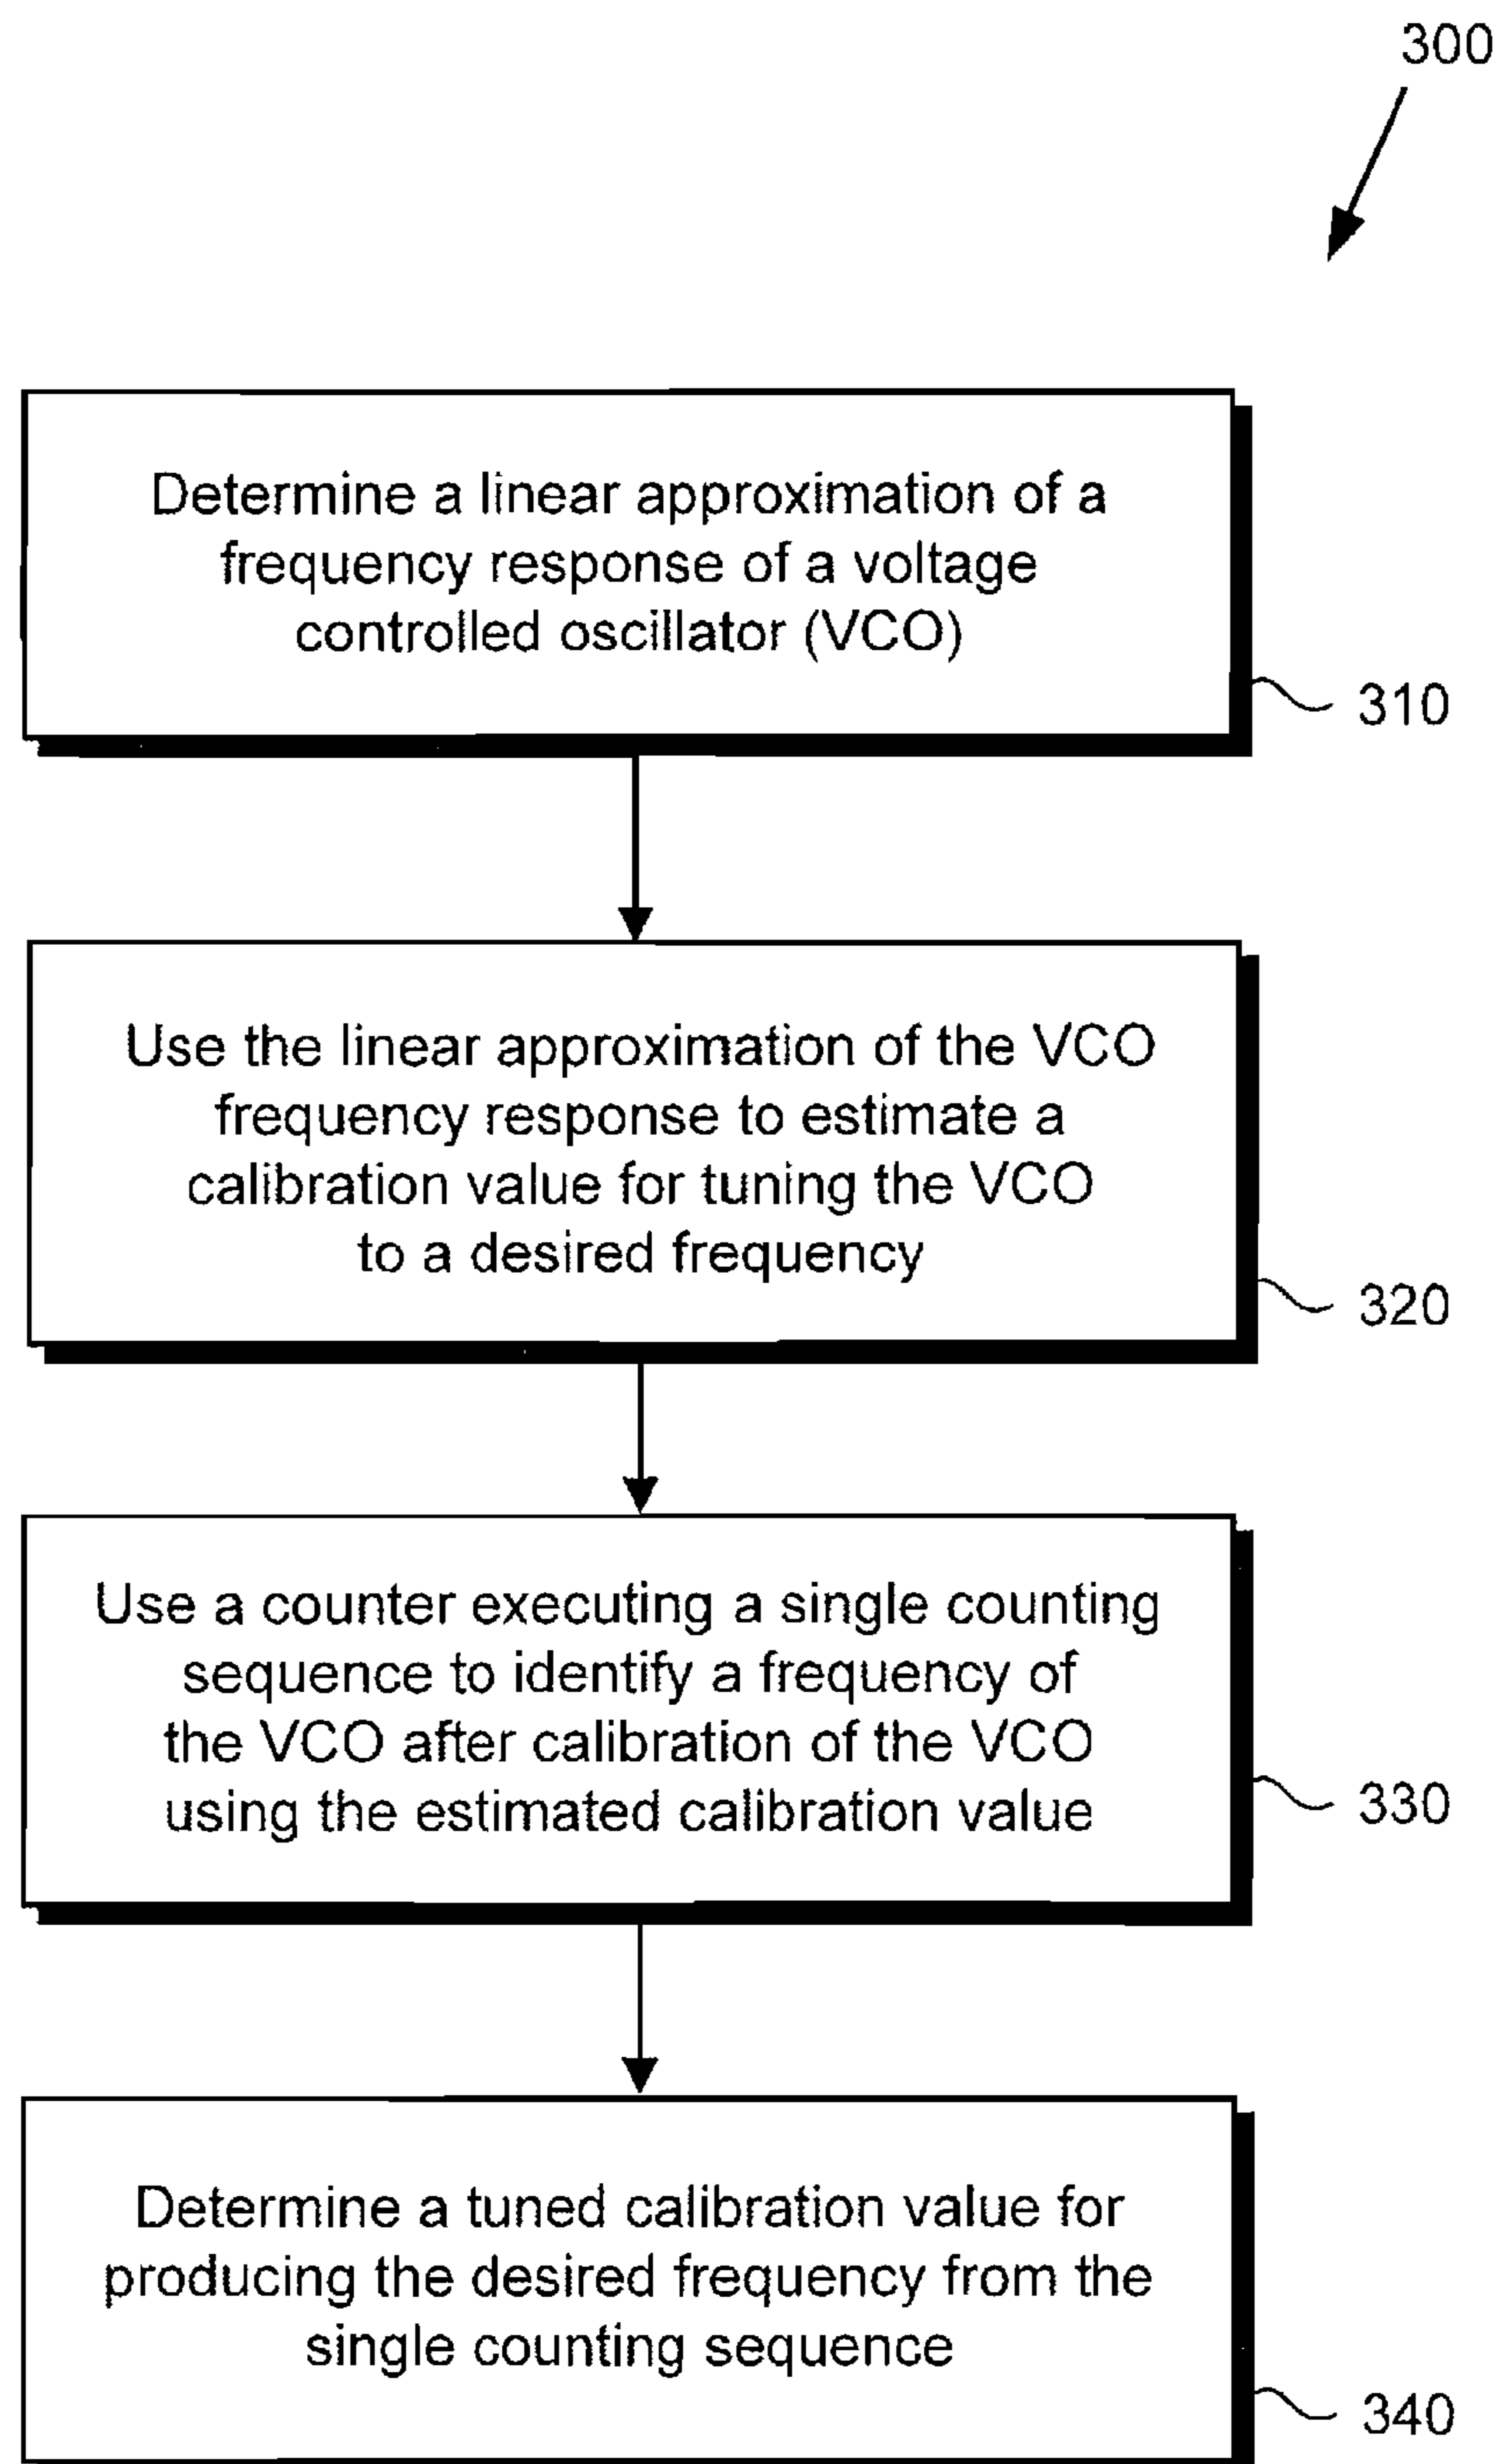 300
Determine a linear approximation of a
frequency response of a voltage
controlled oscillator (VCO)
310
Use the linear approximation of the VCO
frequency response to estimate a
calibration value for tuning the VCO
to a desired frequency
320
Use a counter executing a single counting
sequence to identify a frequency of
the VCO after calibration of the VCO
using the estimated calibration value
330
Determine a tuned calibration value for
producing the desired frequency from the
single counting sequence
340